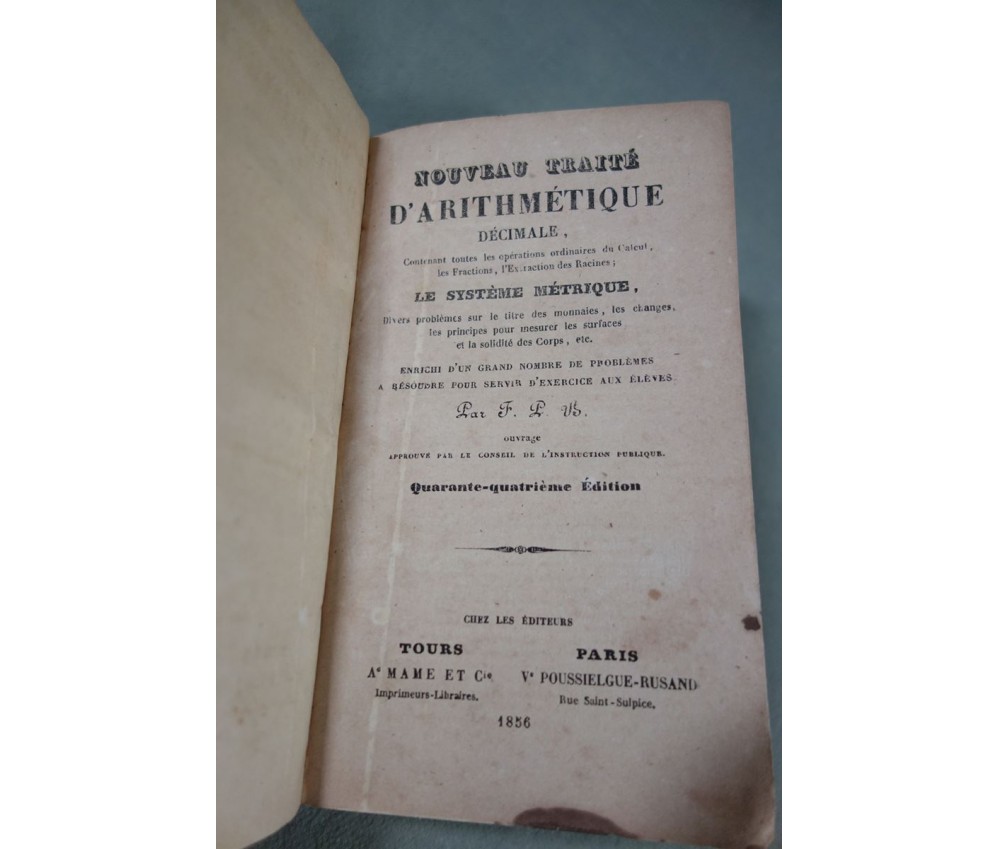 NOUVEAU TRAITÉ
D'ARITHMÉTIQUE
DÉCIMALE,
Contenant toutes les opérations ordinaires du Calcul,
les Fractions, l'Extraction des Racines;
LE SYSTÈME MÉTRIQUE,
Divers problèmes sur le titre des monnaies, les changes,
les principes pour mesurer les surfaces
et la solidité des Corps, etc.
ENRICHI D'UN GRAND NOMBRE DE PROBLÈMES
A RÉSOUDRE POUR SERVIR D'EXERCICE AUX ÉLÈVES
Par F. P. B.
ouvrage
APPROUVÉ PAR LE CONSEIL DE L'INSTRUCTION PUBLIQUE.
Quarante-quatrième Édition
CHEZ LES ÉDITEURS
TOURS
Ad MAME ET Cie,
Imprimeurs-Libraires.
PARIS
Ve POUSSIELGUE-RUSAND
Rue Saint-Sulpice.
1856